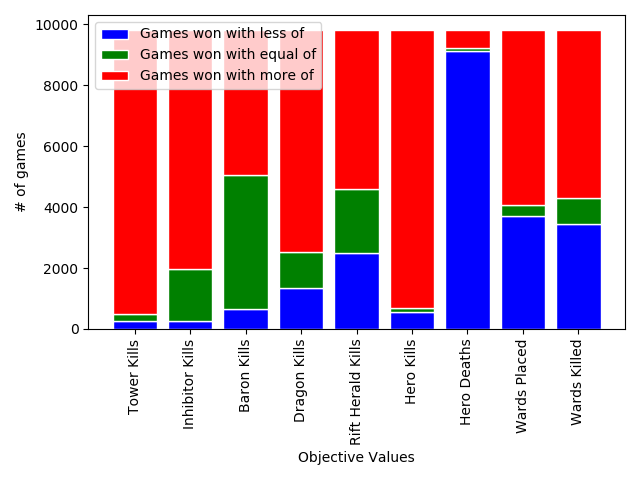 Games won with less of
Games won with equal of
Games won with more of
10000
8000
6000
4000
2000
0
# of games
Tower Kills
Inhibitor Kills
Baron Kills
Dragon Kills
Rift Herald Kills
Hero Kills
Hero Deaths
Wards Placed
Wards Killed
Objective Values